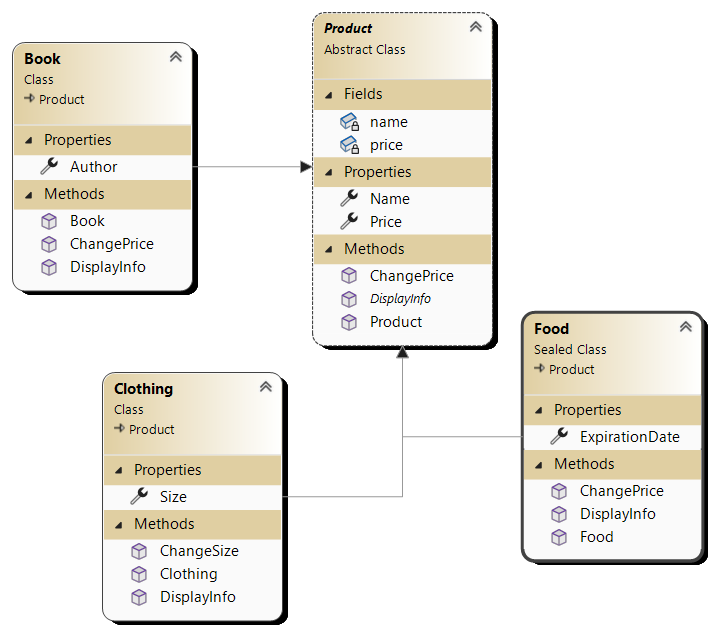 Book
Class
Product
Properties
Author
Methods
Book
ChangePrice
DisplayInfo
Product
Abstract Class
Fields
name
price
Properties
Name
Price
Methods
ChangePrice
DisplayInfo
Product
Clothing
Class
Product
Properties
Size
Methods
ChangeSize
Clothing
DisplayInfo
Food
Sealed Class
Product
Properties
ExpirationDate
Methods
ChangePrice
DisplayInfo
Food